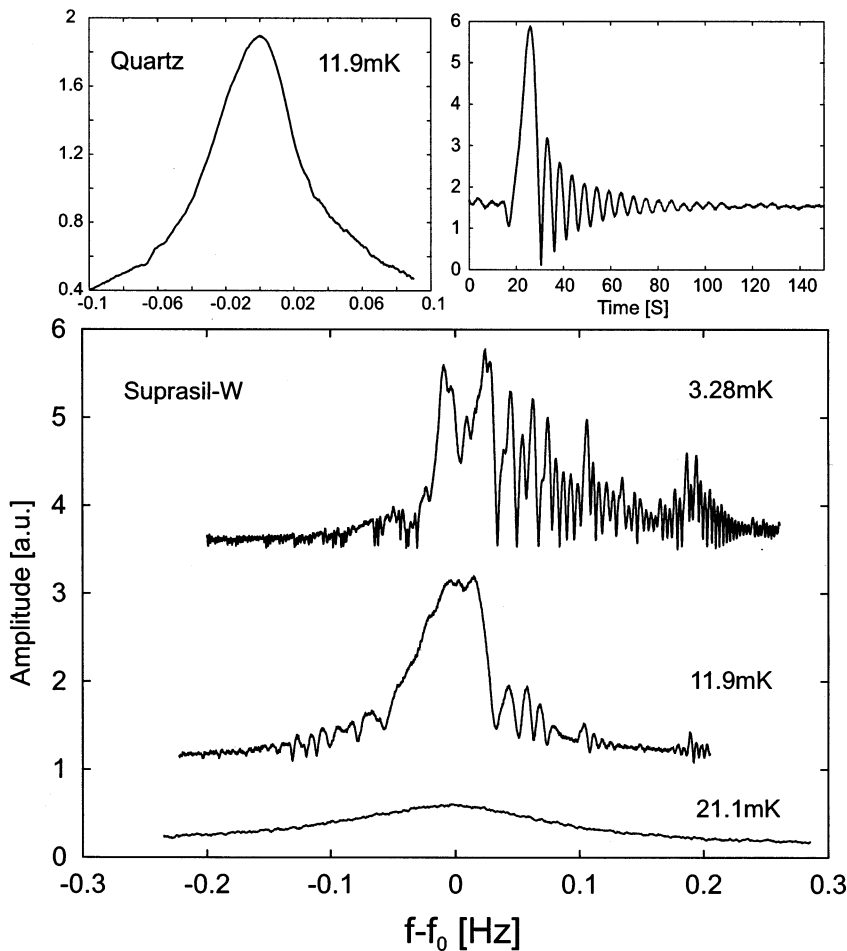 2
1.6
1.2
0.8
0.4
Quartz 11.9mK
-0.1 -0.06 -0.02 0.02 0.06 0.1
6
5
4
3
2
1
0
0 20 40 60 80 100 120 140
Time [S]
6
5
4
3
2
1
0
Amplitude [a.u.]
Suprasil-W 3.28mK
11.9mK
21.1mK
-0.3 -0.2 -0.1 0 0.1 0.2 0.3
f-f₀ [Hz]